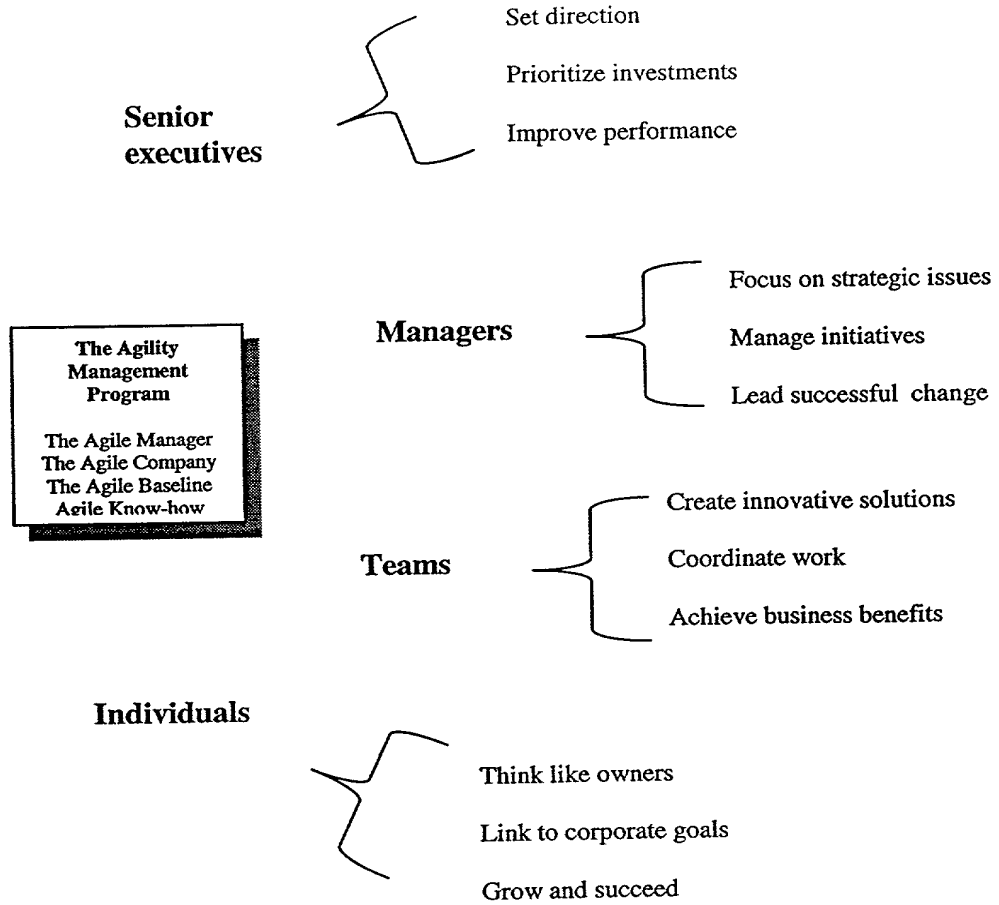 Set direction
Prioritize investments
Senior
executives
Improve performance
Focus on strategic issues
Managers
Manage initiatives
Lead successful change
The Agility
Management
Program
The Agile Manager
The Agile Company
The Agile Baseline
Agile Know-how
Create innovative solutions
Teams
Coordinate work
Achieve business benefits
Individuals
Think like owners
Link to corporate goals
Grow and succeed